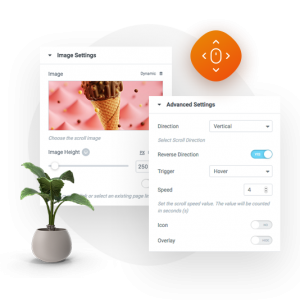 Image Settings
Image
Dynamic
Choose the scroll image
Image Height
250
or select an existing page
Advanced Settings
Direction
Vertical
Select Scroll Direction
Reverse Direction
YES
Trigger
Hover
Speed
4
Set the scroll speed value. The value will be counted
in seconds (s)
Icon
Overlay